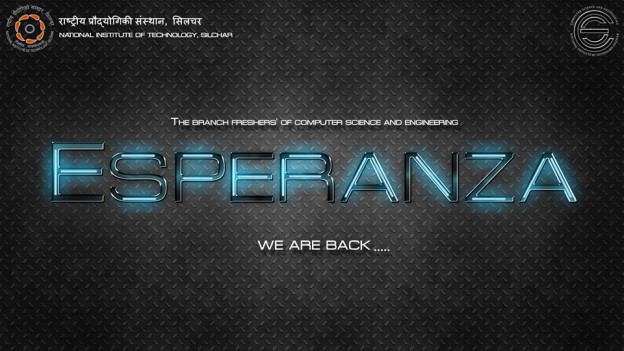 राष्ट्रीय प्रौद्योगिकी संस्थान, सिलचर
NATIONAL INSTITUTE OF TECHNOLOGY, SILCHAR
THE BRANCH FRESHERS' OF COMPUTER SCIENCE AND ENGINEERING
ESPERANZA
WE ARE BACK .....